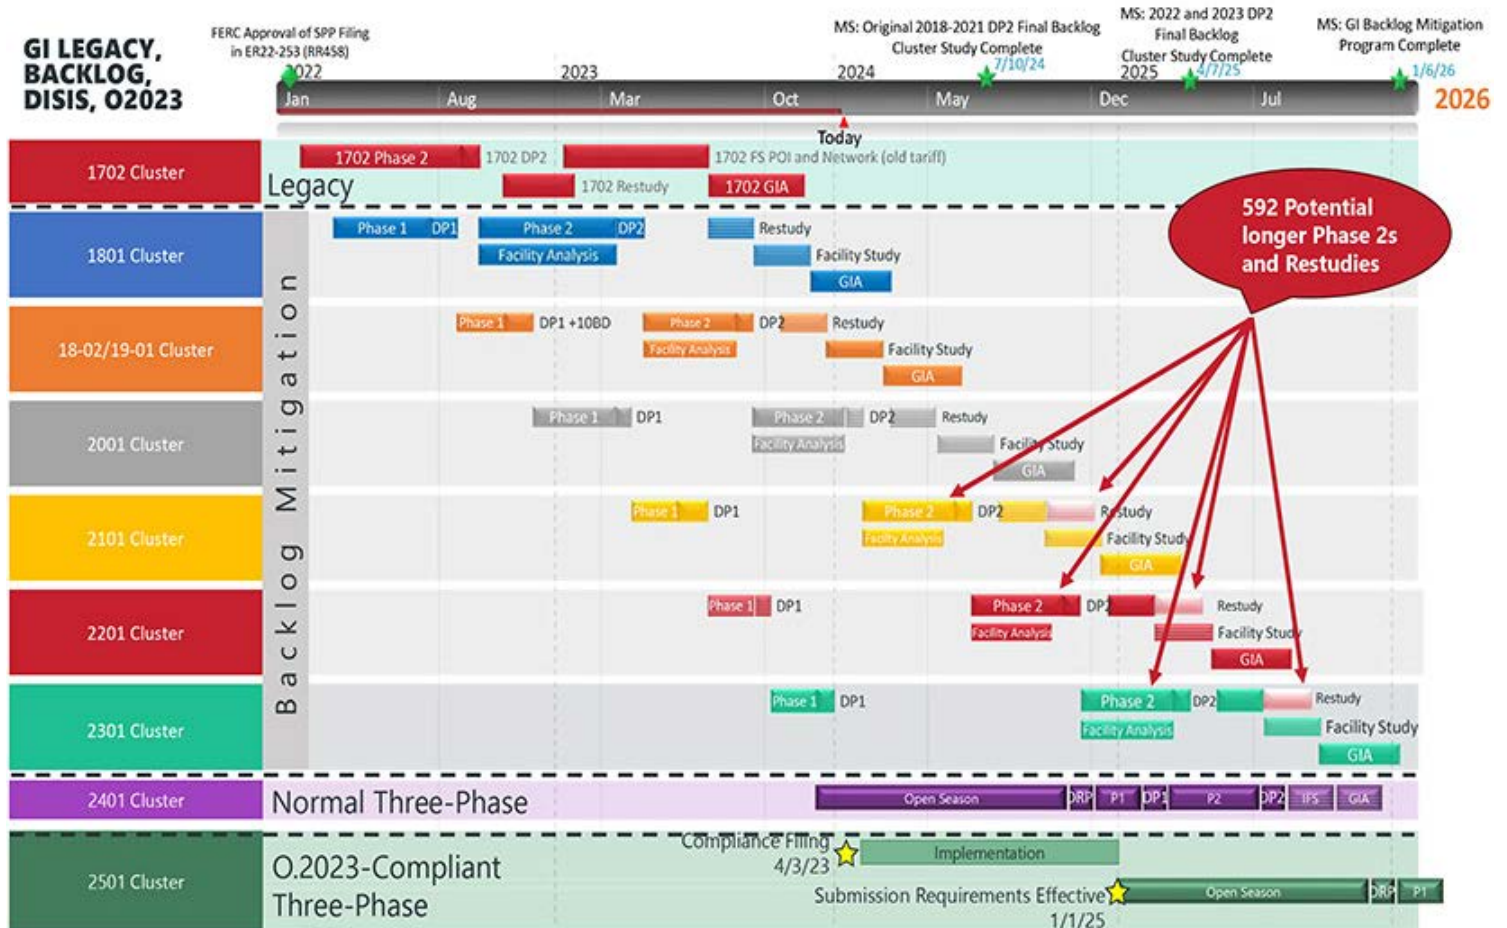 GI LEGACY,
BACKLOG,
DISIS, O2023
FERC Approval of SPP Filing
in ER22-253 (RR458)
MS: Original 2018-2021 DP2 Final Backlog
Cluster Study Complete
7/10/24
MS: 2022 and 2023 DP2
Final Backlog
Cluster Study Complete
4/7/25
MS: GI Backlog Mitigation
Program Complete
1/6/26
2022
2023
2024
2025
Jan
Aug
Mar
Oct
May
Dec
Jul
2026
Today
1702 Cluster
Legacy
1702 Phase 2
1702 DP2
1702 FS POI and Network (old tariff)
1702 Restudy
1702 GIA
592 Potential
longer Phase 2s
and Restudies
Backlog Mitigation
1801 Cluster
Phase 1
DP1
Phase 2
DP2
Restudy
Facility Analysis
Facility Study
GIA
18-02/19-01 Cluster
Phase 1
DP1 +10BD
Phase 2
DP2
Restudy
Facility Analysis
Facility Study
GIA
2001 Cluster
Phase 1
DP1
Phase 2
DP2
Restudy
Facility Analysis
Facility Study
GIA
2101 Cluster
Phase 1
DP1
Phase 2
DP2
Restudy
Facilty Analysis
Facility Study
GIA
2201 Cluster
Phase 1
DP1
Phase 2
DP2
Restudy
Facility Analysis
Facility Study
GIA
2301 Cluster
Phase 1
DP1
Phase 2
DP2
Restudy
Facility Analysis
Facility Study
GIA
2401 Cluster
Normal Three-Phase
Open Season
DRP
P1
DP1
P2
DP2
IFS
GIA
2501 Cluster
O.2023-Compliant
Three-Phase
Compliance Filing
4/3/23
Implementation
Submission Requirements Effective
1/1/25
Open Season
DRP
P1